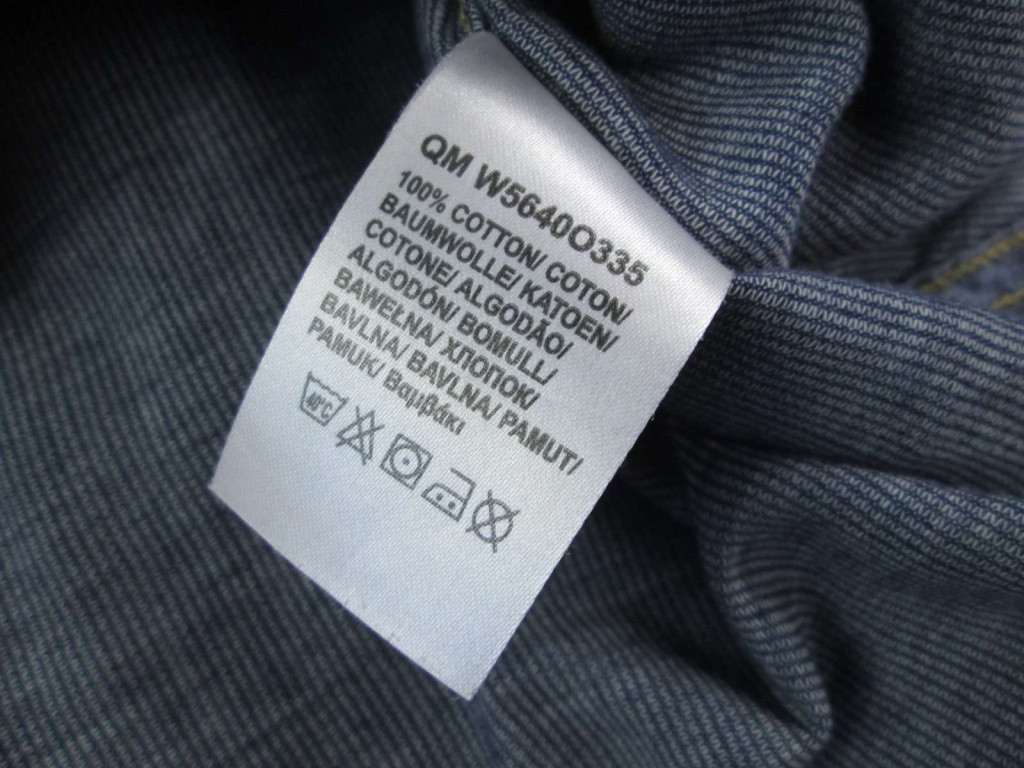 QM W5640O335
100% COTTON/ COTON/
BAUMWOLLE/ KATOEN/
COTONE/ ALGODÃO/
ALGODÓN/ BOMULL/
BAWEŁNA/ ХЛОПОК/
BAVLNA/ BAVLNA/ PAMUT/
PAMUK/ Βαμβάκι
40°C